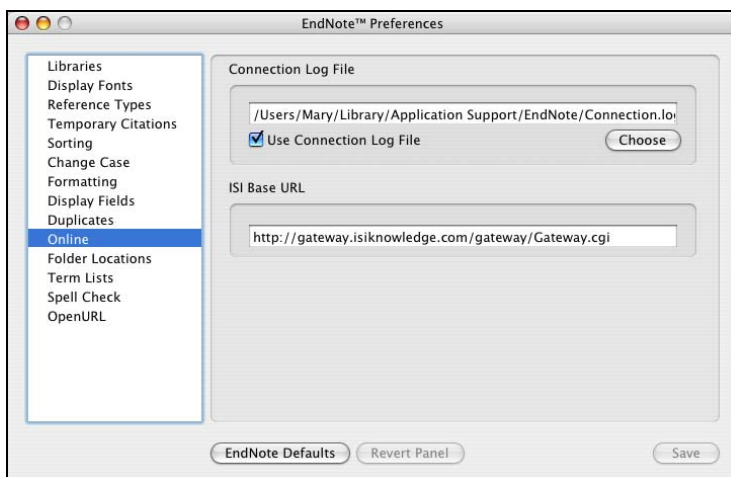 EndNote™ Preferences
Libraries
Display Fonts
Reference Types
Temporary Citations
Sorting
Change Case
Formatting
Display Fields
Duplicates
Online
Folder Locations
Term Lists
Spell Check
OpenURL
Connection Log File
/Users/Mary/Library/Application Support/EndNote/Connection.lo
Use Connection Log File
Choose
ISI Base URL
http://gateway.isiknowledge.com/gateway/Gateway.cgi
EndNote Defaults
Revert Panel
Save